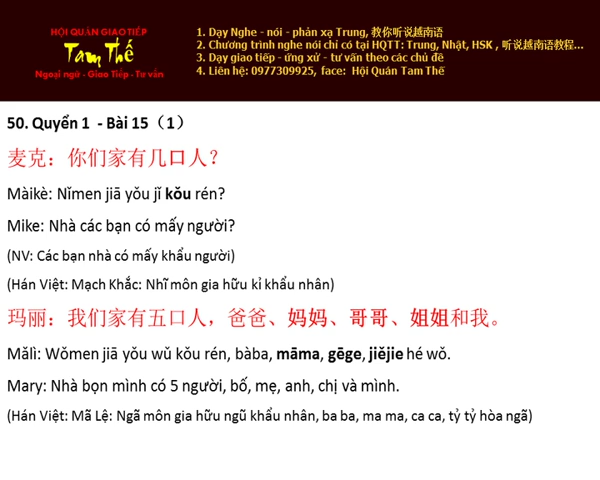 HỘI QUÁN GIAO TIẾP
Tam Thế
Ngoại ngữ - Giao Tiếp - Tư vấn
1. Dạy Nghe - nói - phản xạ Trung, 教你听说越南语
2. Chương trình nghe nói chỉ có tại HQTT: Trung, Nhật, HSK , 听说越南语教程...
3. Dạy giao tiếp - ứng xử - tư vấn theo các chủ đề
4. Liên hệ: 0977309925, face: Hội Quán Tam Thế
50. Quyển 1 - Bài 15（1）
麦克：你们家有几口人？
Màikè: Nǐmen jiā yǒu jǐ kǒu rén?
Mike: Nhà các bạn có mấy người?
(NV: Các bạn nhà có mấy khẩu người)
(Hán Việt: Mạch Khắc: Nhĩ môn gia hữu kỉ khẩu nhân)
玛丽：我们家有五口人，爸爸、妈妈、哥哥、姐姐和我。
Mǎlì: Wǒmen jiā yǒu wǔ kǒu rén, bàba, māma, gēge, jiějie hé wǒ.
Mary: Nhà bọn mình có 5 người, bố, mẹ, anh, chị và mình.
(Hán Việt: Mã Lệ: Ngã môn gia hữu ngũ khẩu nhân, ba ba, ma ma, ca ca, tỷ tỷ hòa ngã)